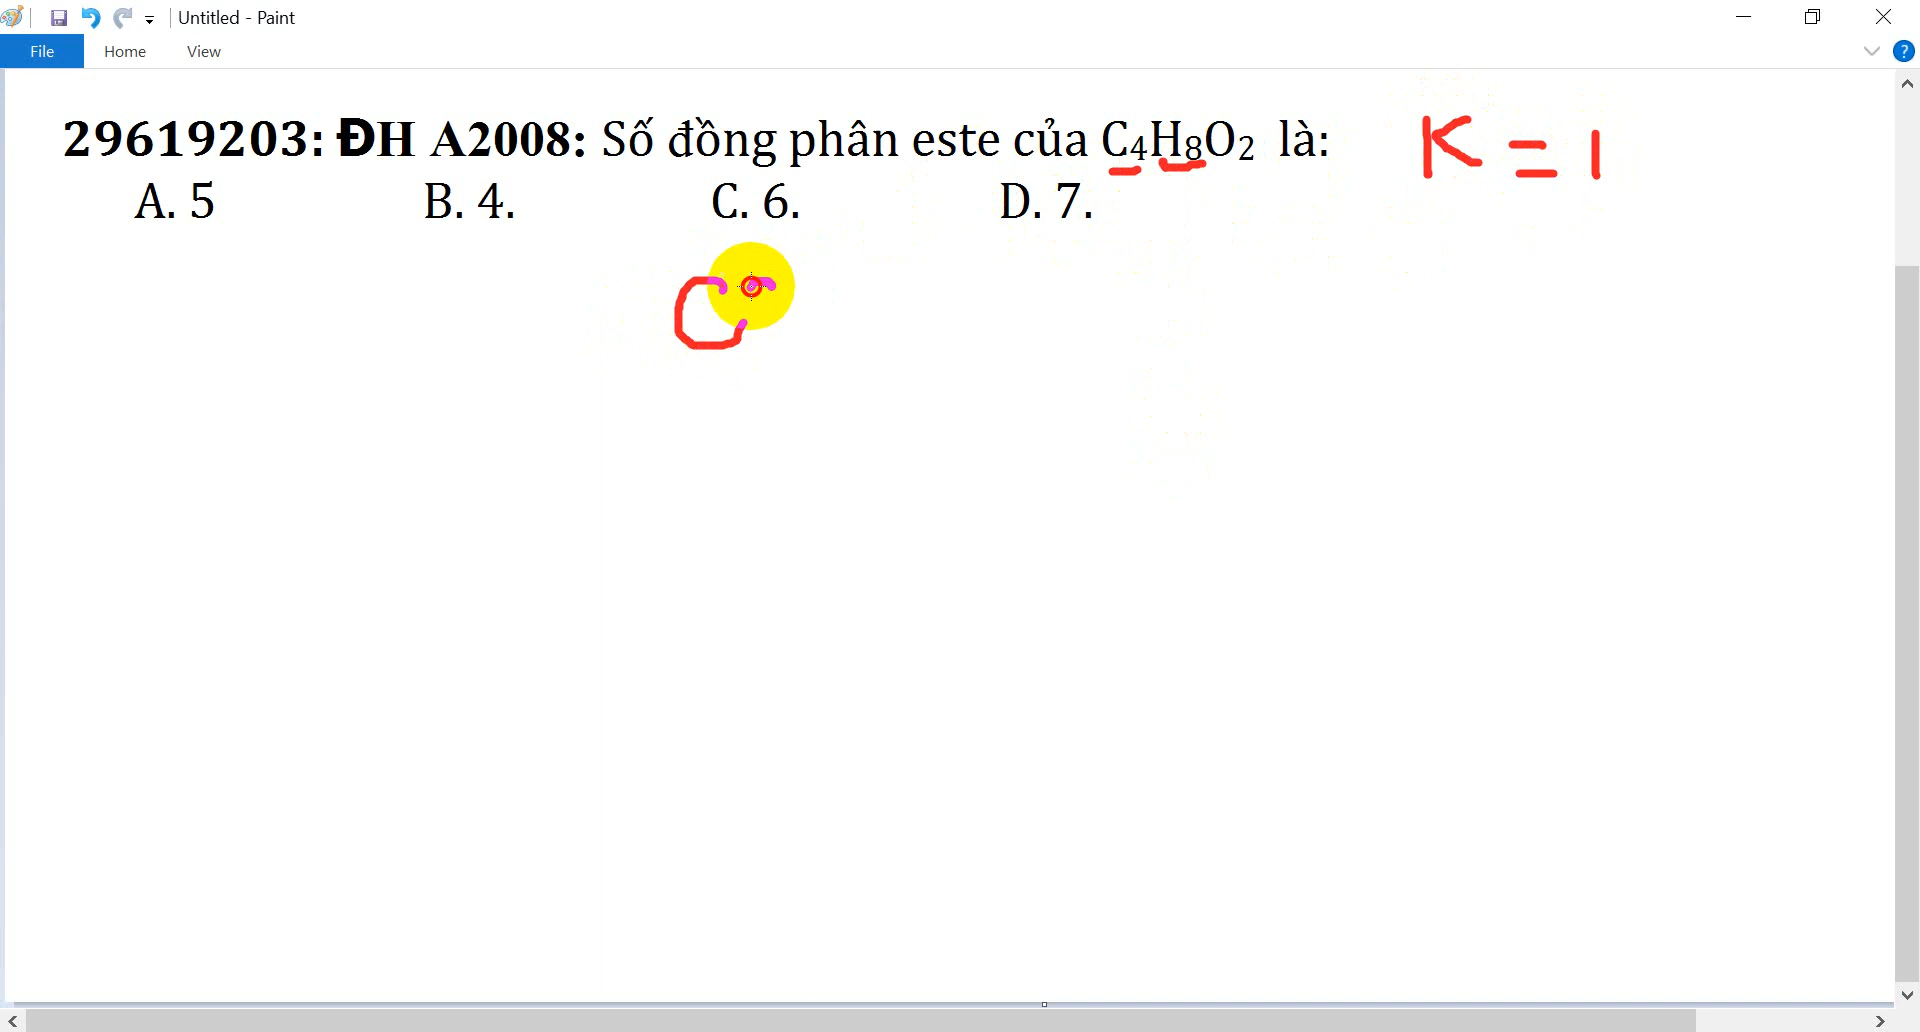 Untitled - Paint
File Home View
29619203: ĐH A2008: Số đồng phân este của C₄H₈O₂ là: K = 1
A. 5 B. 4. C. 6. D. 7.